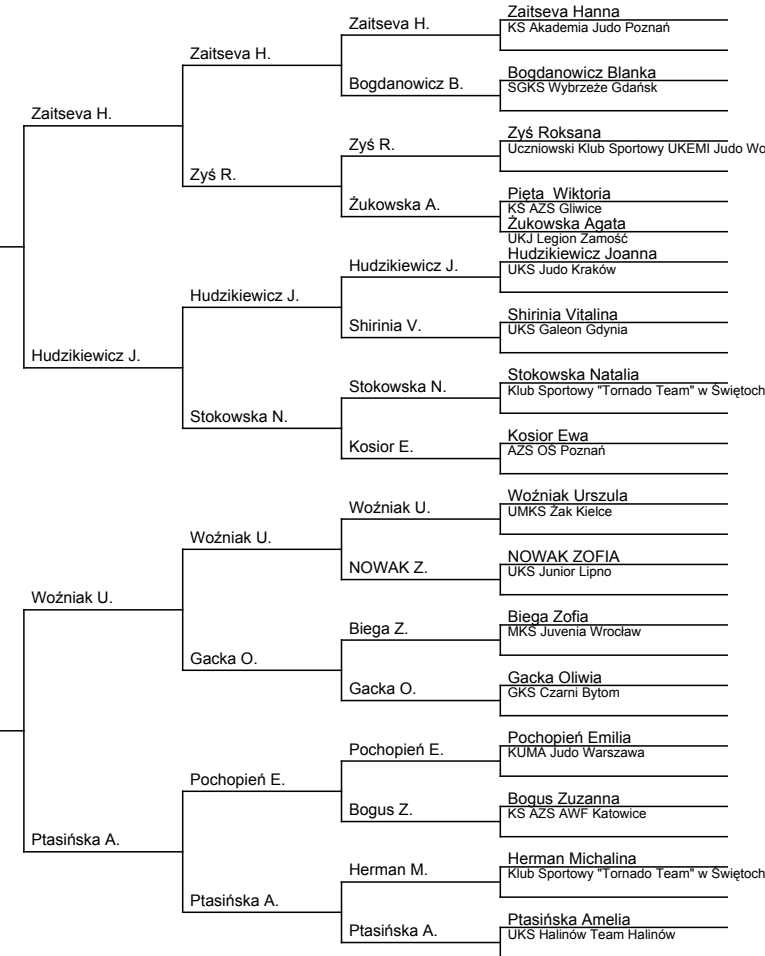 Zaitseva Hanna
Zaitseva H.
KS Akademia Judo Poznań
Zaitseva H.
Bogdanowicz Blanka
Bogdanowicz B.
SGKS Wybrzeże Gdańsk
Zaitseva H.
Zyś Roksana
Zyś R.
Uczniowski Klub Sportowy UKEMI Judo Wo
Zyś R.
Pięta Wiktoria
Żukowska A.
KS AZS Gliwice
Żukowska Agata
UKJ Legion Zamość
Hudzikiewicz Joanna
Hudzikiewicz J.
UKS Judo Kraków
Hudzikiewicz J.
Shirinia Vitalina
Shirinia V.
UKS Galeon Gdynia
Hudzikiewicz J.
Stokowska Natalia
Stokowska N.
Klub Sportowy "Tornado Team" w Świętoch
Stokowska N.
Kosior Ewa
Kosior E.
AZS OŚ Poznań
Woźniak Urszula
Woźniak U.
UMKS Żak Kielce
Woźniak U.
NOWAK ZOFIA
NOWAK Z.
UKS Junior Lipno
Woźniak U.
Biega Zofia
Biega Z.
MKS Juvenia Wrocław
Gacka O.
Gacka Oliwia
Gacka O.
GKS Czarni Bytom
Pochopień Emilia
Pochopień E.
KUMA Judo Warszawa
Pochopień E.
Bogus Zuzanna
Bogus Z.
KS AZS AWF Katowice
Ptasińska A.
Herman Michalina
Herman M.
Klub Sportowy "Tornado Team" w Świętoch
Ptasińska A.
Ptasińska Amelia
Ptasińska A.
UKS Halinów Team Halinów